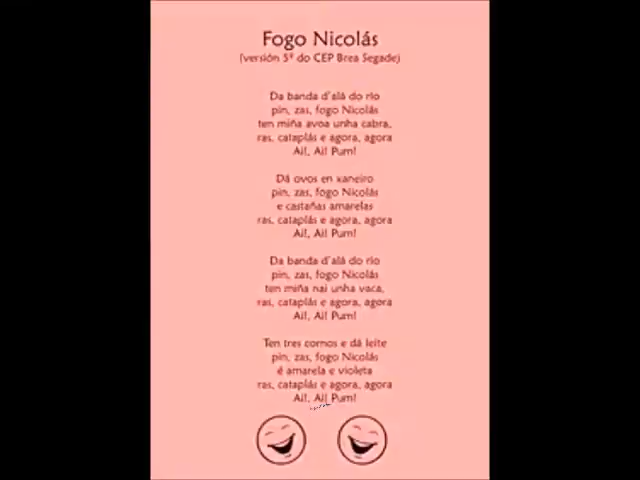 Fogo Nicolás
(versión 5º do CEP Brea Segade)
Da banda d'alá do río
pin, zas, fogo Nicolás
ten miña avoa unha cabra,
ras, cataplás e agora, agora
Ai!, Ai! Pum!
Dá ovos en xaneiro
pin, zas, fogo Nicolás
e castañas amarelas
ras, cataplás e agora, agora
Ai!, Ai! Pum!
Da banda d'alá do río
pin, zas, fogo Nicolás
ten miña nai unha vaca,
ras, cataplás e agora, agora
Ai!, Ai! Pum!
Ten tres cornos e dá leite
pin, zas, fogo Nicolás
é amarela e violeta
ras, cataplás e agora, agora
Ai!, Ai! Pum!